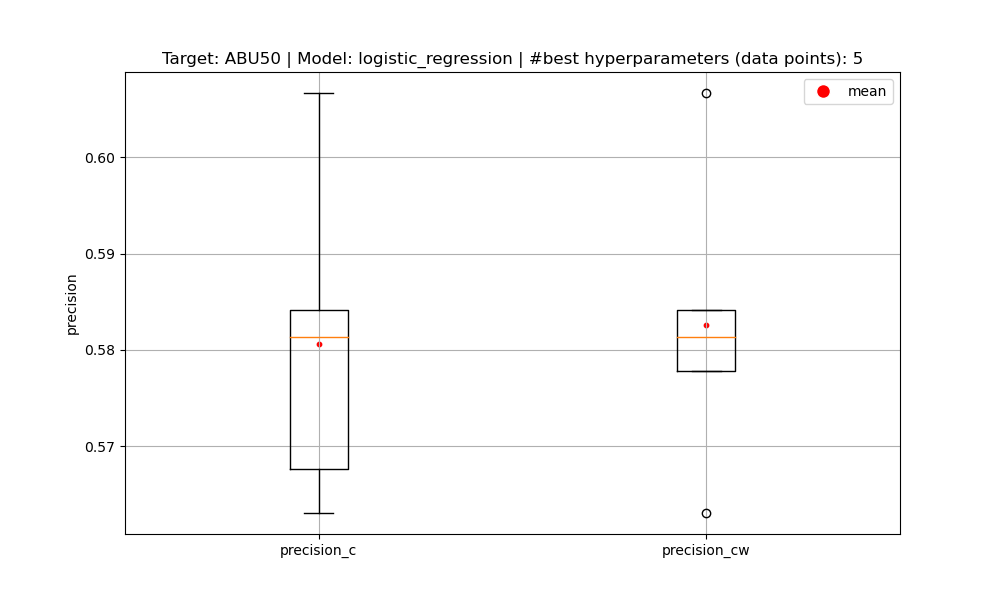 Target: ABU50 | Model: logistic_regression | #best hyperparameters (data points): 5
mean
0.60
0.59
0.58
0.57
precision
precision_c
precision_cw